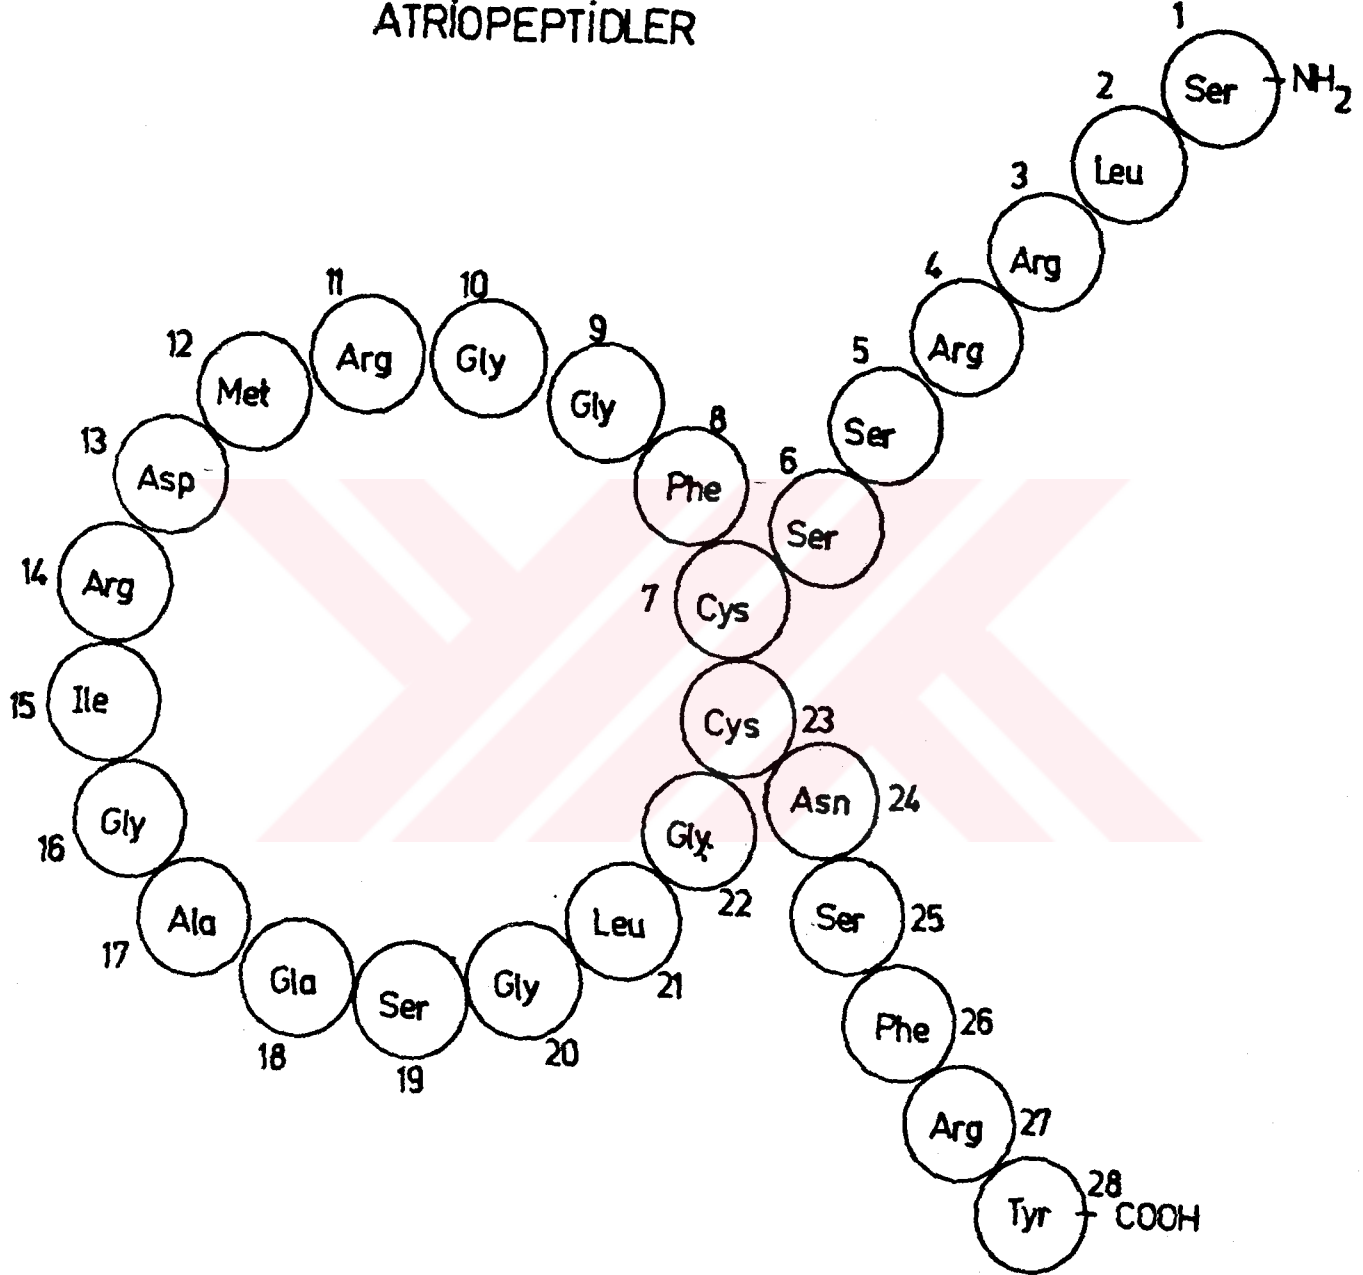 ATRİOPEPTİDLER
1 Ser -NH2
2 Leu
3 Arg
4 Arg
5 Ser
6 Ser
7 Cys
8 Phe
9 Gly
10 Gly
11 Arg
12 Met
13 Asp
14 Arg
15 Ile
16 Gly
17 Ala
18 Gla
19 Ser
20 Gly
21 Leu
22 Gly
23 Cys
24 Asn
25 Ser
26 Phe
27 Arg
28 Tyr - COOH